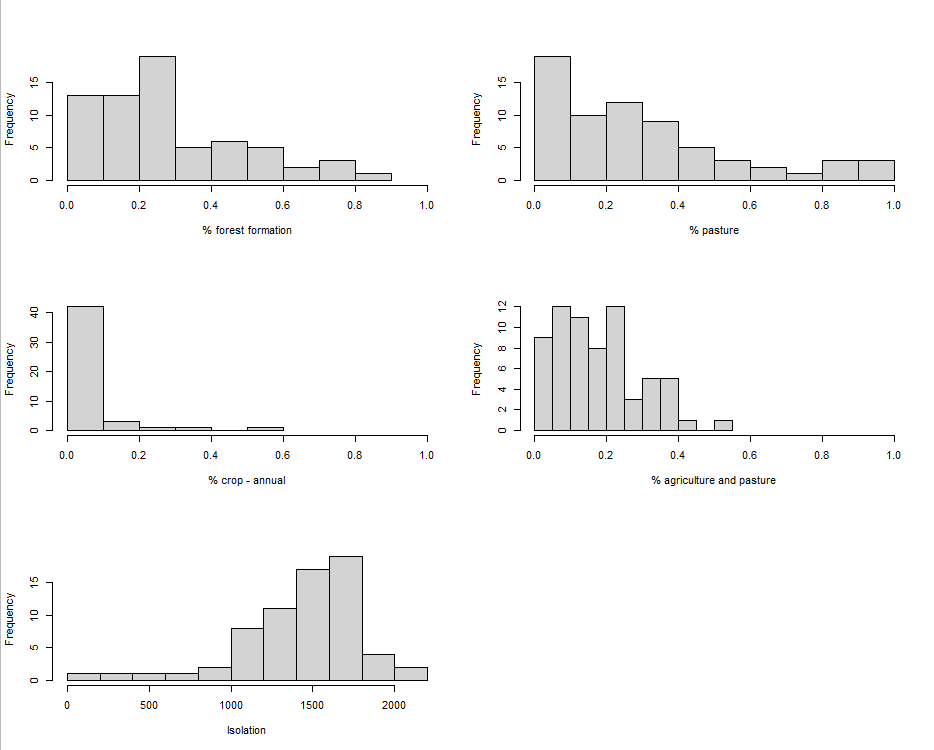 Frequency
0
5
10
15
0.0 0.2 0.4 0.6 0.8 1.0
% forest formation
Frequency
0
5
10
15
0.0 0.2 0.4 0.6 0.8 1.0
% pasture
Frequency
0
10
20
30
40
0.0 0.2 0.4 0.6 0.8 1.0
% crop - annual
Frequency
0
2
4
6
8
10
12
0.0 0.2 0.4 0.6 0.8 1.0
% agriculture and pasture
Frequency
0
5
10
15
0 500 1000 1500 2000
Isolation